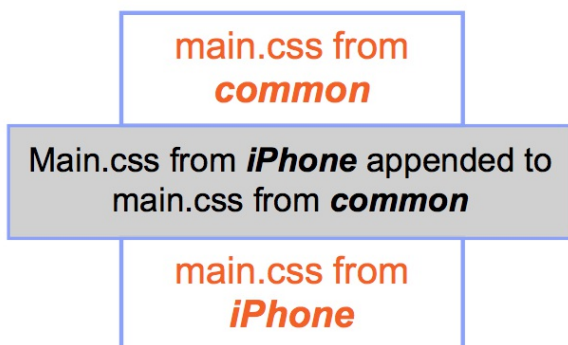 main.css from
common
Main.css from iPhone appended to
main.css from common
main.css from
iPhone